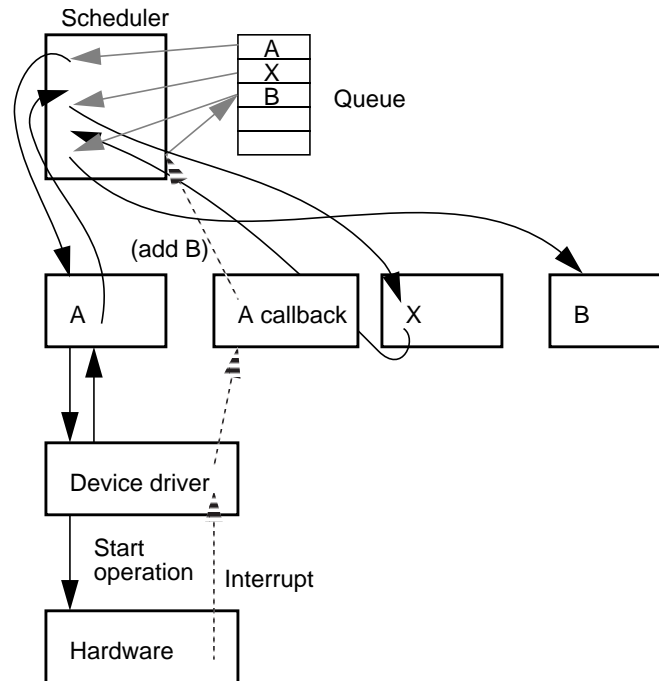 Scheduler
A
X
B
Queue
(add B)
A
A callback
X
B
Device driver
Start
operation
Interrupt
Hardware